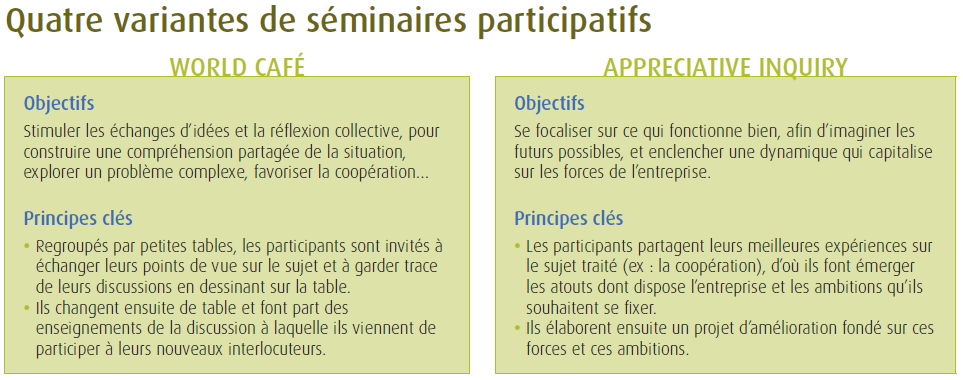 Quatre variantes de séminaires participatifs
WORLD CAFÉ
Objectifs
Stimuler les échanges d'idées et la réflexion collective, pour
construire une compréhension partagée de la situation,
explorer un problème complexe, favoriser la coopération...
Principes clés
• Regroupés par petites tables, les participants sont invités à
échanger leurs points de vue sur le sujet et à garder trace
de leurs discussions en dessinant sur la table.
• Ils changent ensuite de table et font part des
enseignements de la discussion à laquelle ils viennent de
participer à leurs nouveaux interlocuteurs.
APPRECIATIVE INQUIRY
Objectifs
Se focaliser sur ce qui fonctionne bien, afin d'imaginer les
futurs possibles, et enclencher une dynamique qui capitalise
sur les forces de l'entreprise.
Principes clés
• Les participants partagent leurs meilleures expériences sur
le sujet traité (ex : la coopération), d'où ils font émerger
les atouts dont dispose l'entreprise et les ambitions qu'ils
souhaitent se fixer.
• Ils élaborent ensuite un projet d'amélioration fondé sur ces
forces et ces ambitions.